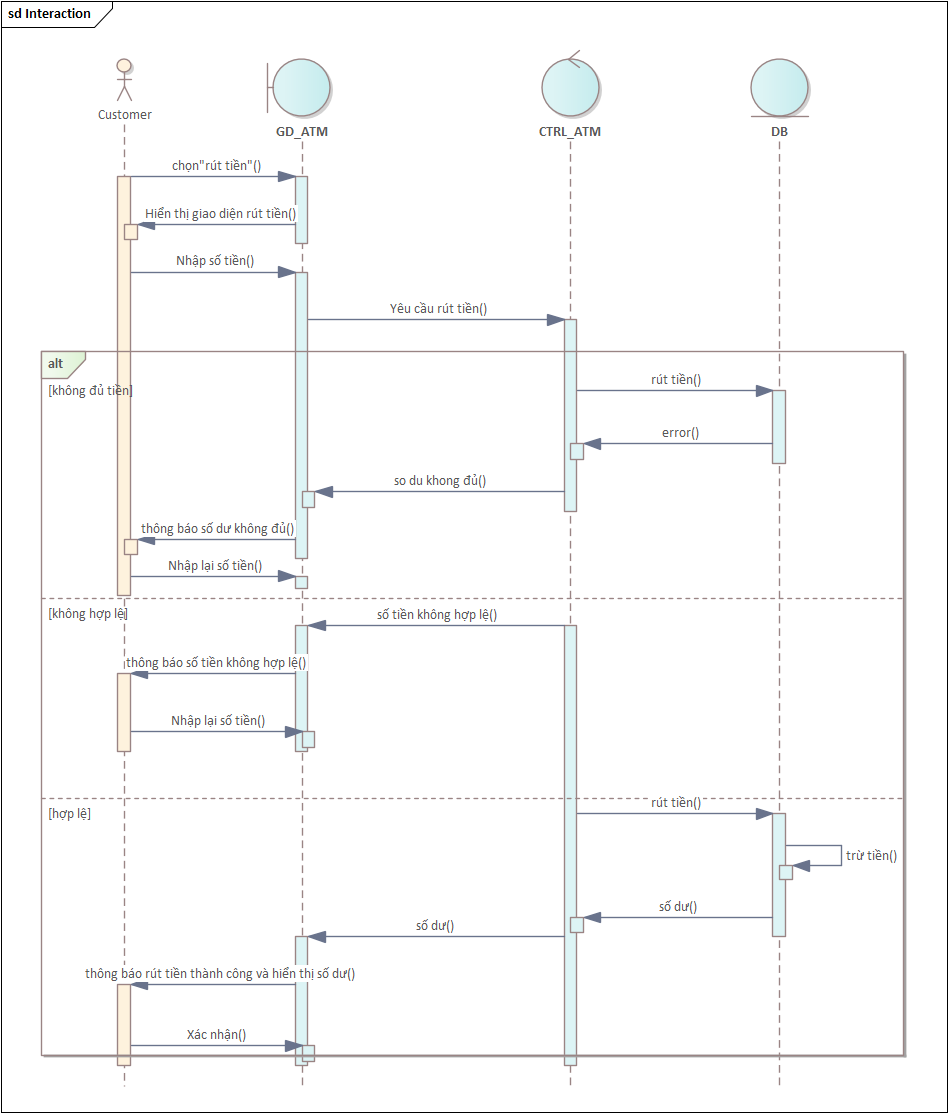 sd Interaction
Customer
GD_ATM
CTRL_ATM
DB
chọn"rút tiền"()
Hiển thị giao diện rút tiền()
Nhập số tiền()
Yêu cầu rút tiền()
alt
[không đủ tiền]
rút tiền()
error()
so du khong đủ()
thông báo số dư không đủ()
Nhập lại số tiền()
[không hợp lệ]
số tiền không hợp lệ()
thông báo số tiền không hợp lệ()
Nhập lại số tiền()
[hợp lệ]
rút tiền()
trừ tiền()
số dư()
số dư()
thông báo rút tiền thành công và hiển thị số dư()
Xác nhận()